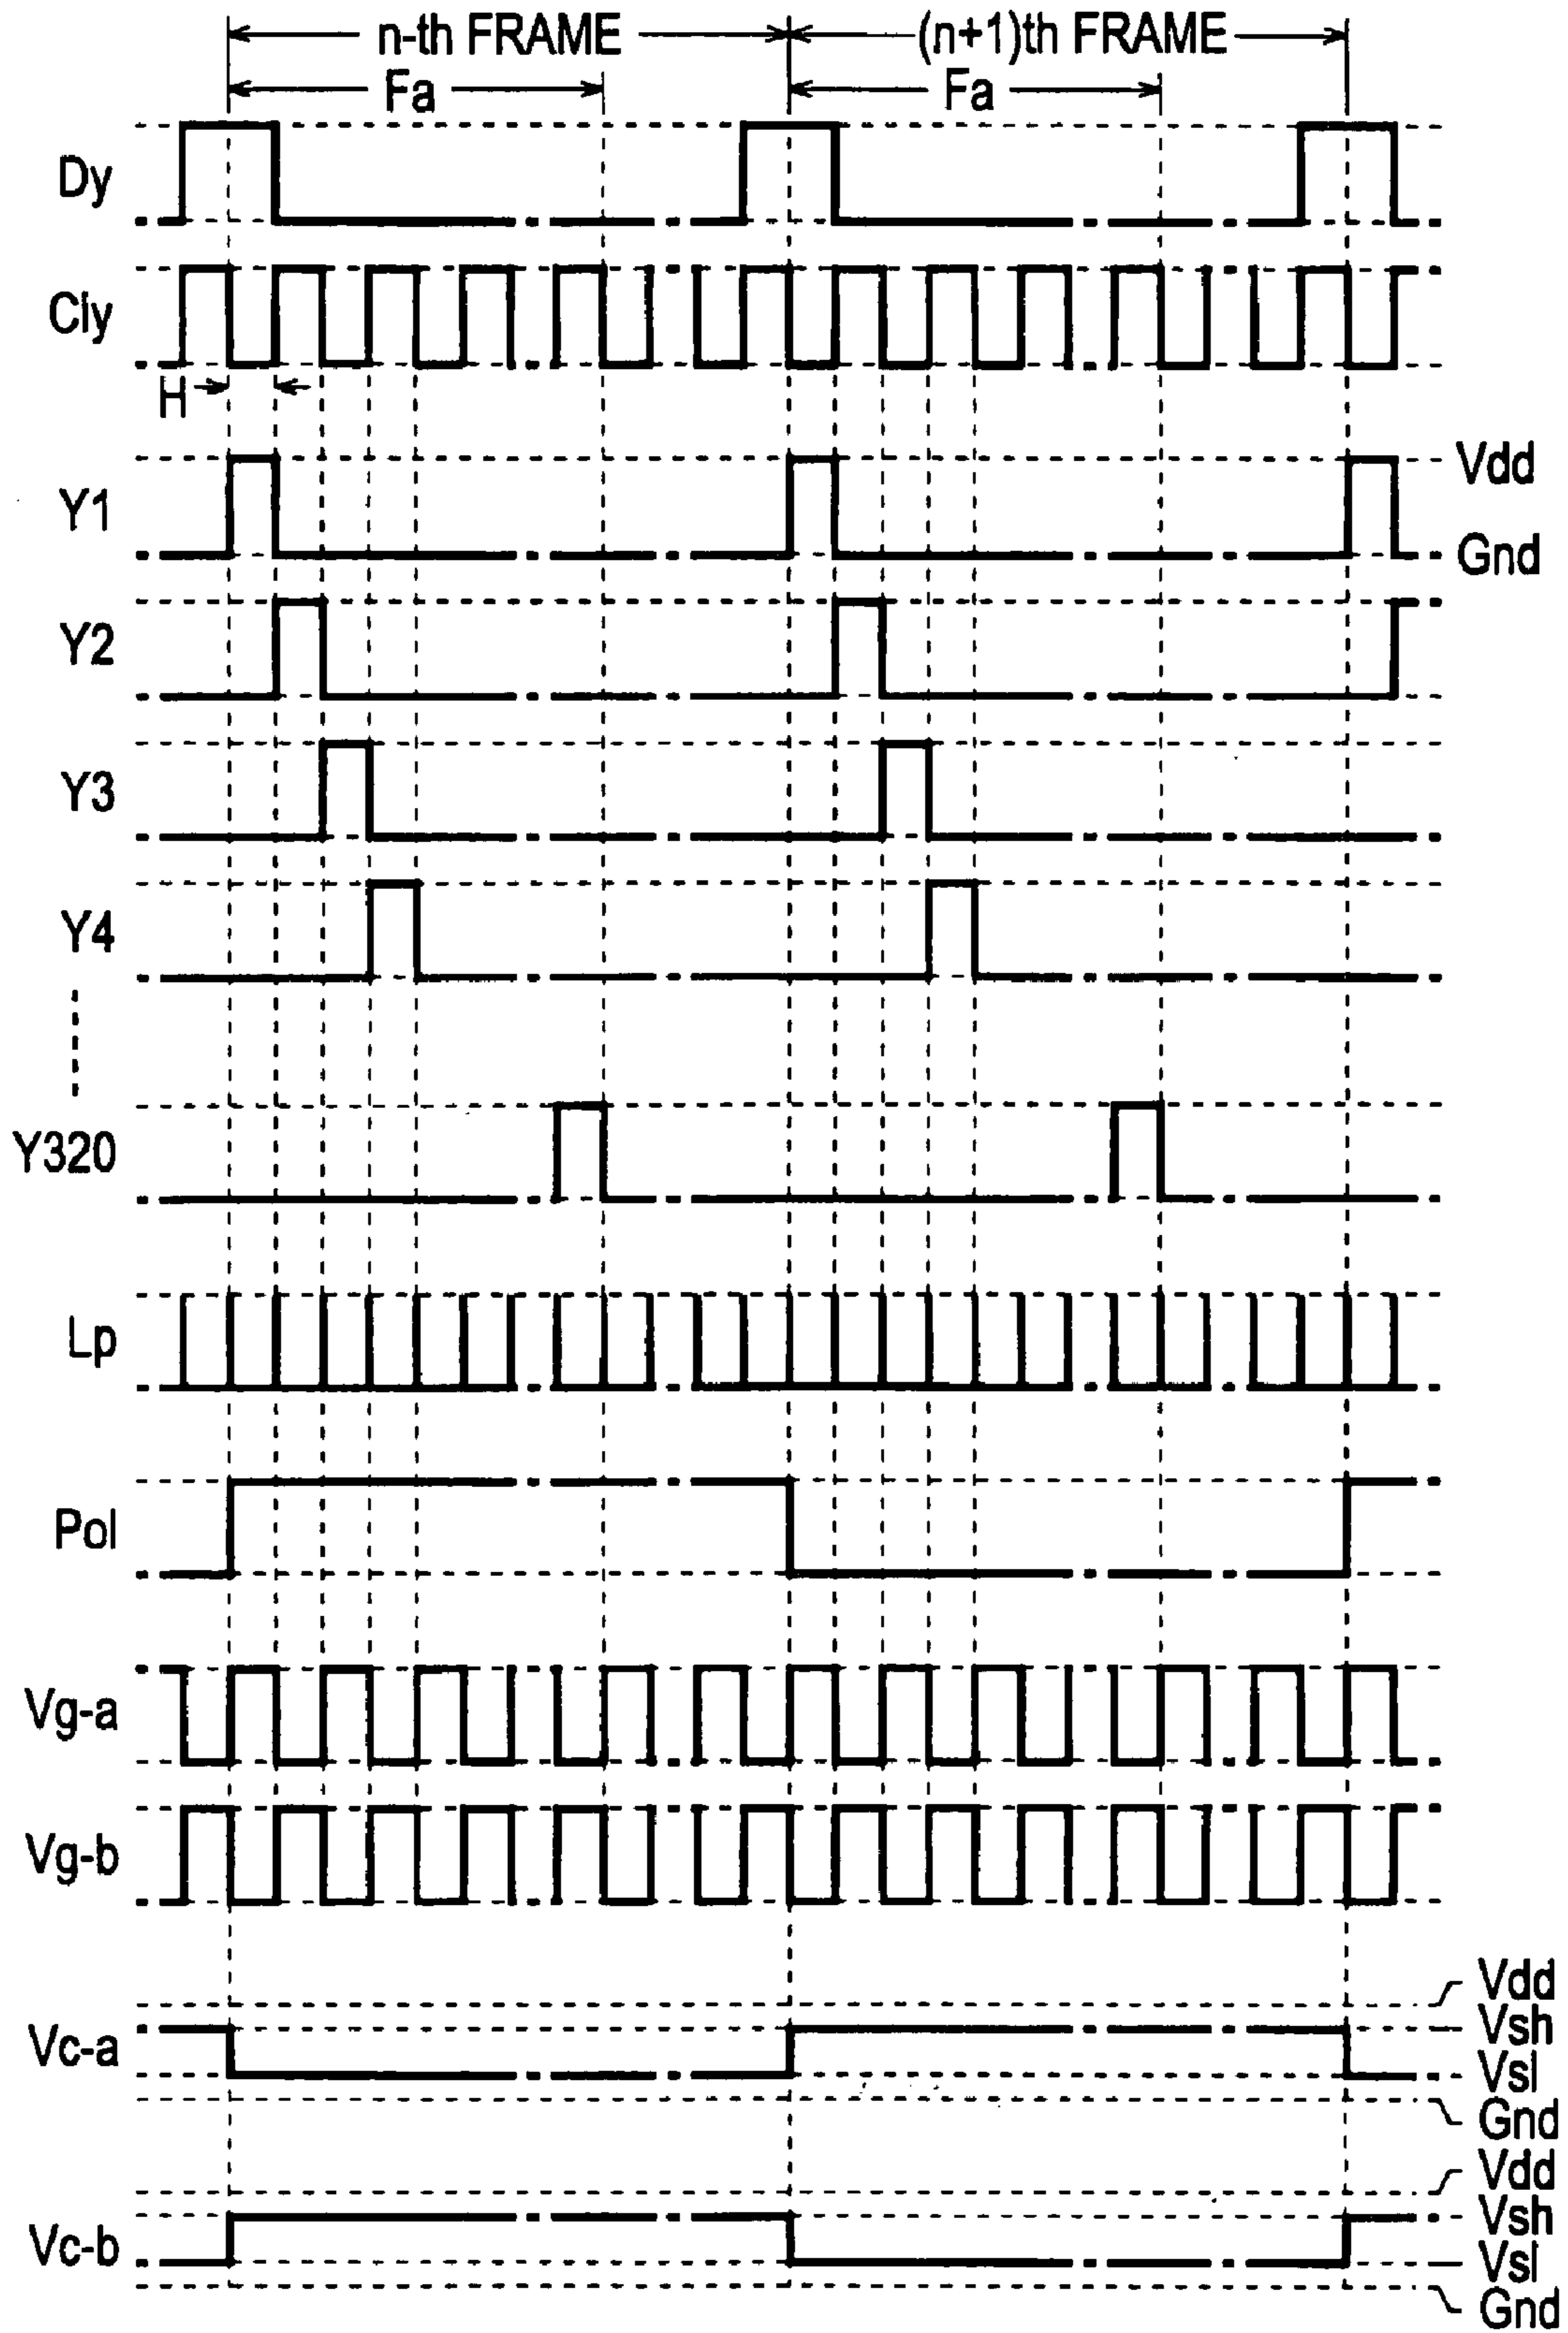 n-th FRAME
(n+1)th FRAME
Fa
Fa
Dy
Cly
H
Y1
Vdd
Gnd
Y2
Y3
Y4
Y320
Lp
Pol
Vg-a
Vg-b
Vc-a
Vdd
Vsh
Vsl
Gnd
Vc-b
Vdd
Vsh
Vsl
Gnd